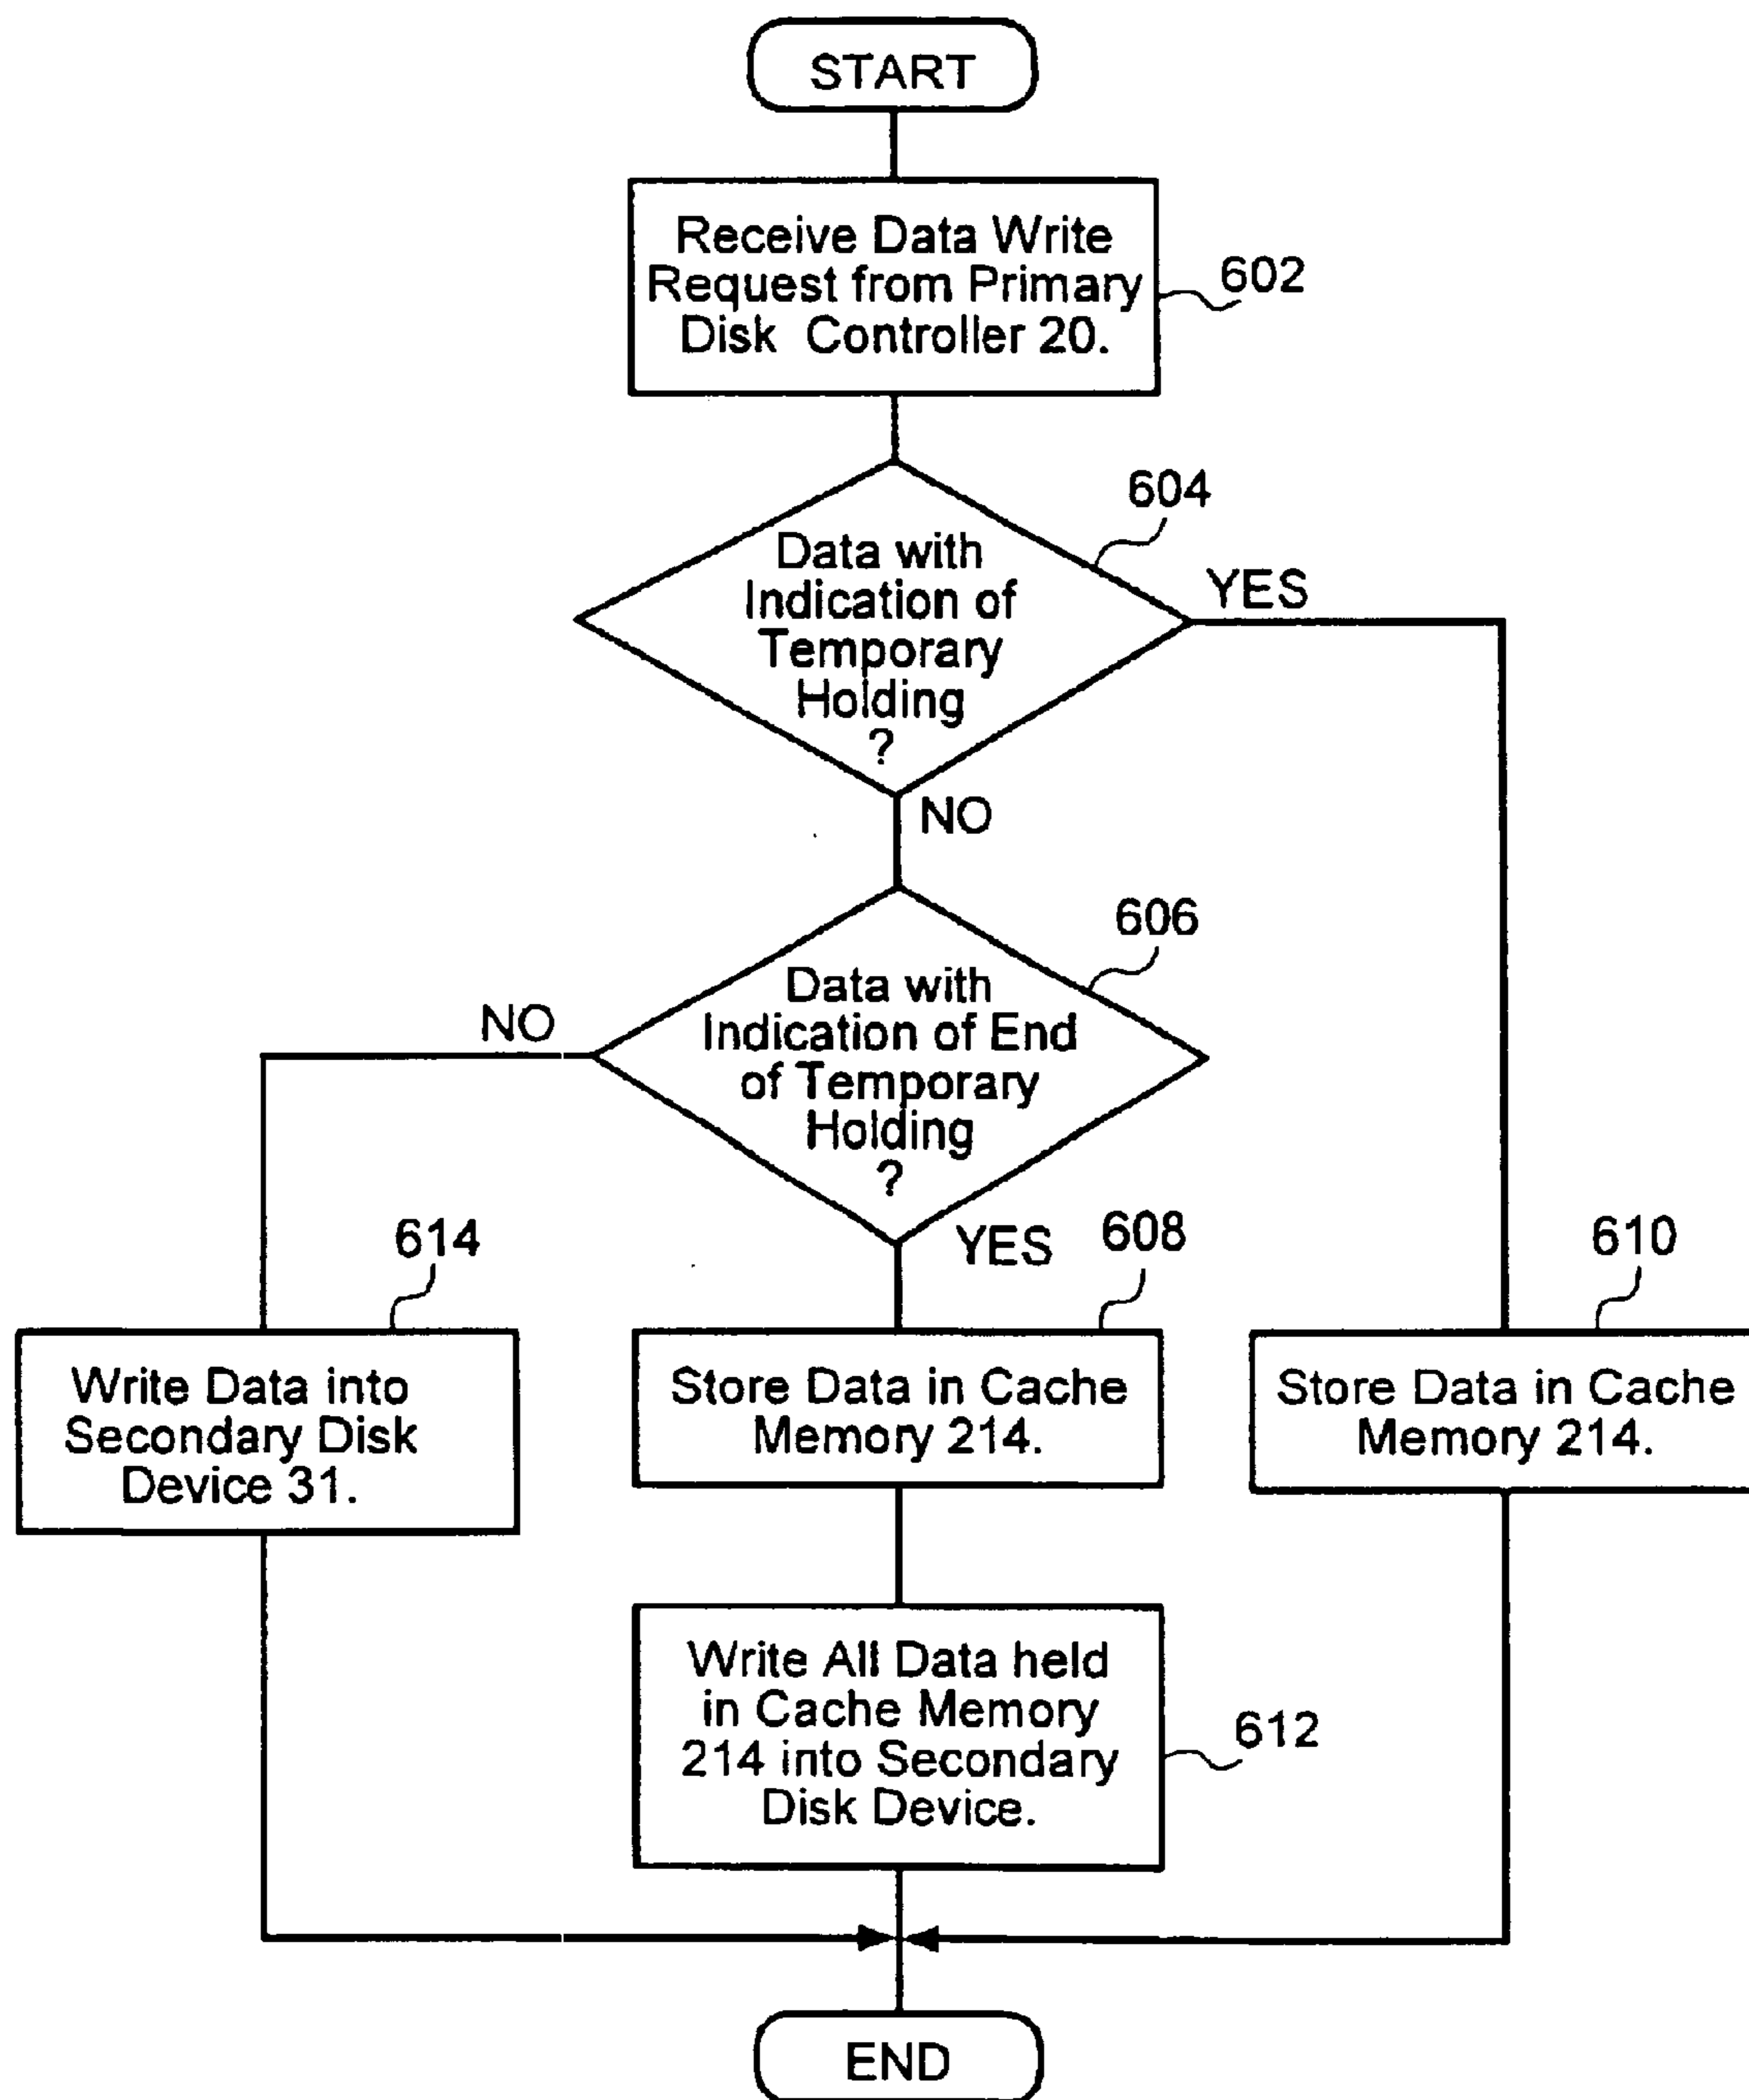 START
Receive Data Write
Request from Primary
Disk Controller 20.
602
604
Data with
Indication of
Temporary
Holding
?
YES
NO
606
Data with
Indication of End
of Temporary
Holding
?
NO
YES
614
608
610
Write Data into
Secondary Disk
Device 31.
Store Data in Cache
Memory 214.
Store Data in Cache
Memory 214.
Write All Data held
in Cache Memory
214 into Secondary
Disk Device.
612
END